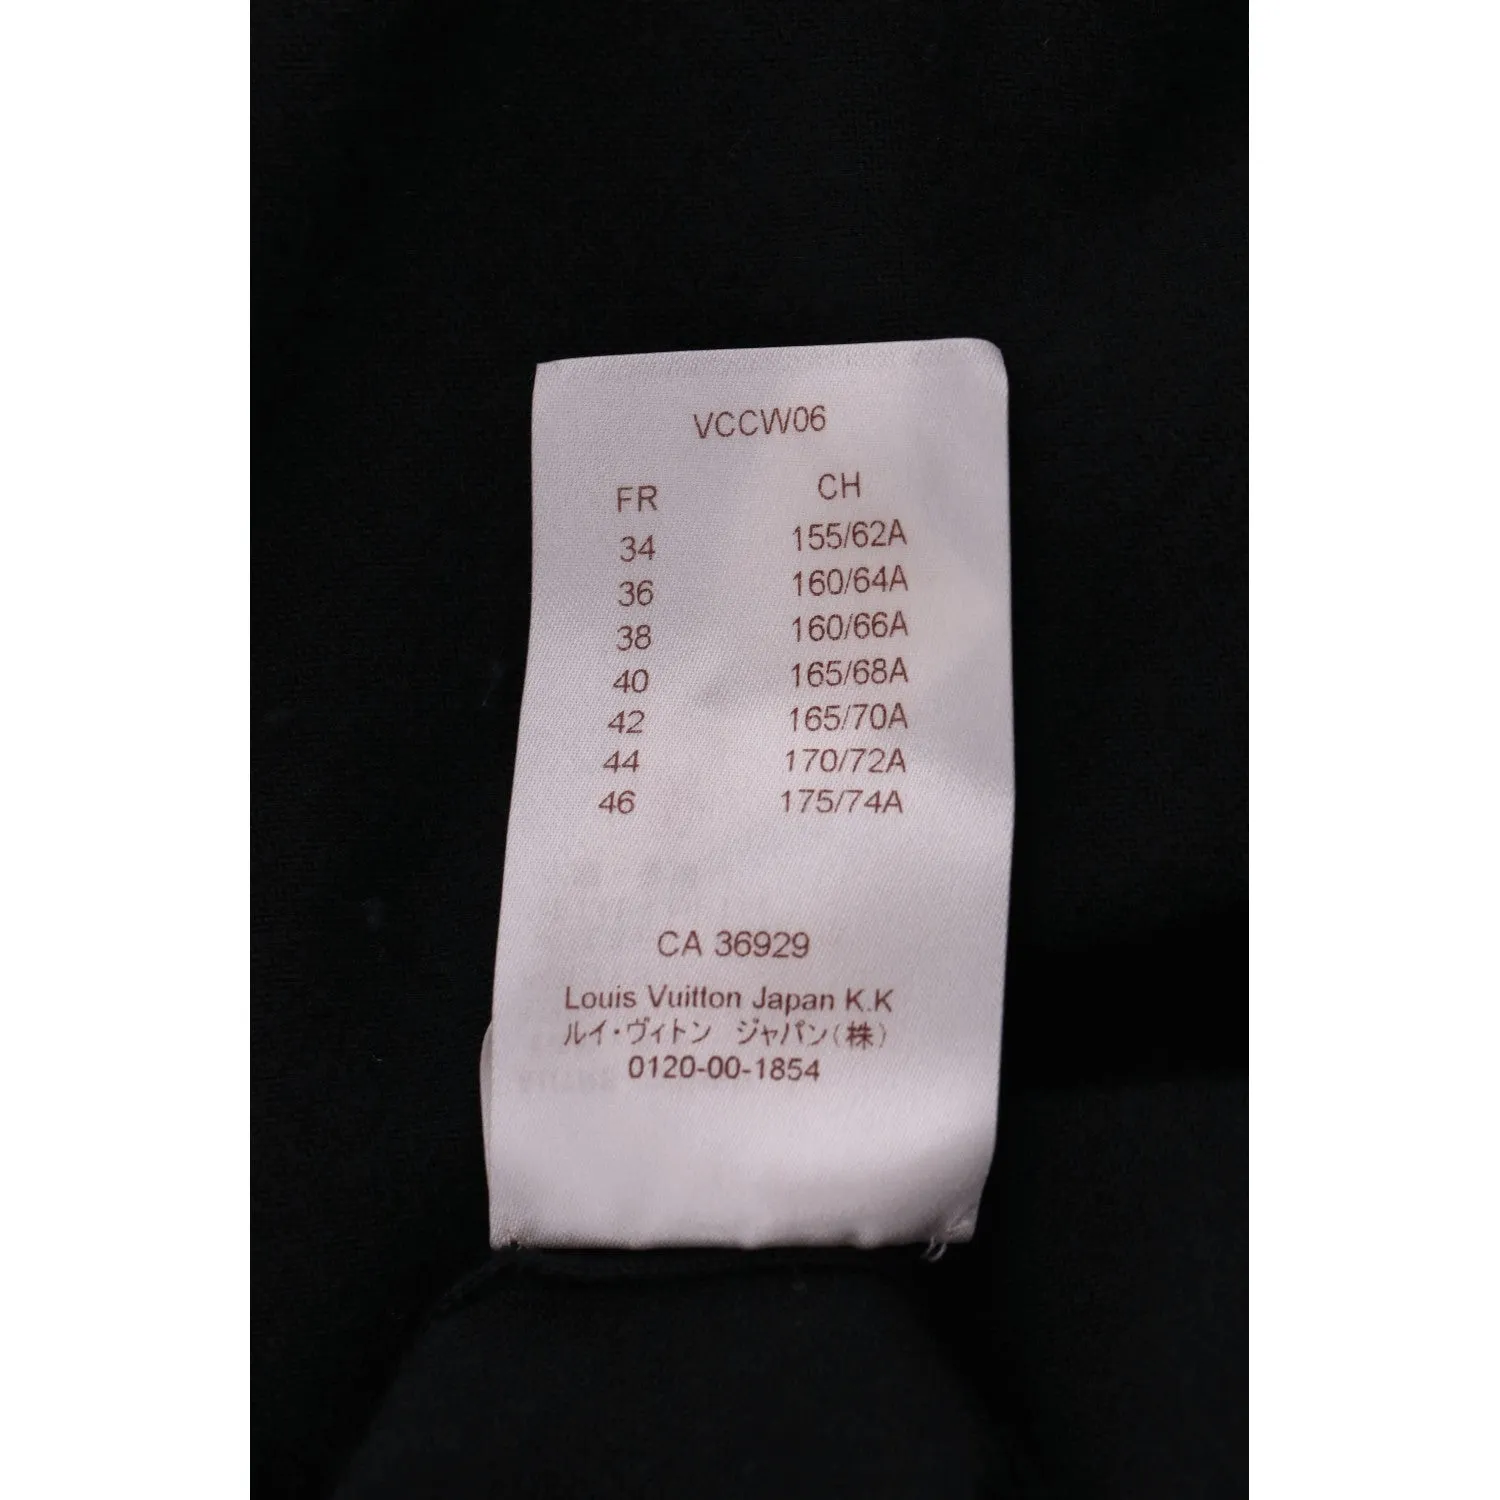 VCCW06
FR CH
34 155/62A
36 160/64A
38 160/66A
40 165/68A
42 165/70A
44 170/72A
46 175/74A
CA 36929
Louis Vuitton Japan K.K
ルイ・ヴィトン ジャパン(株)
0120-00-1854